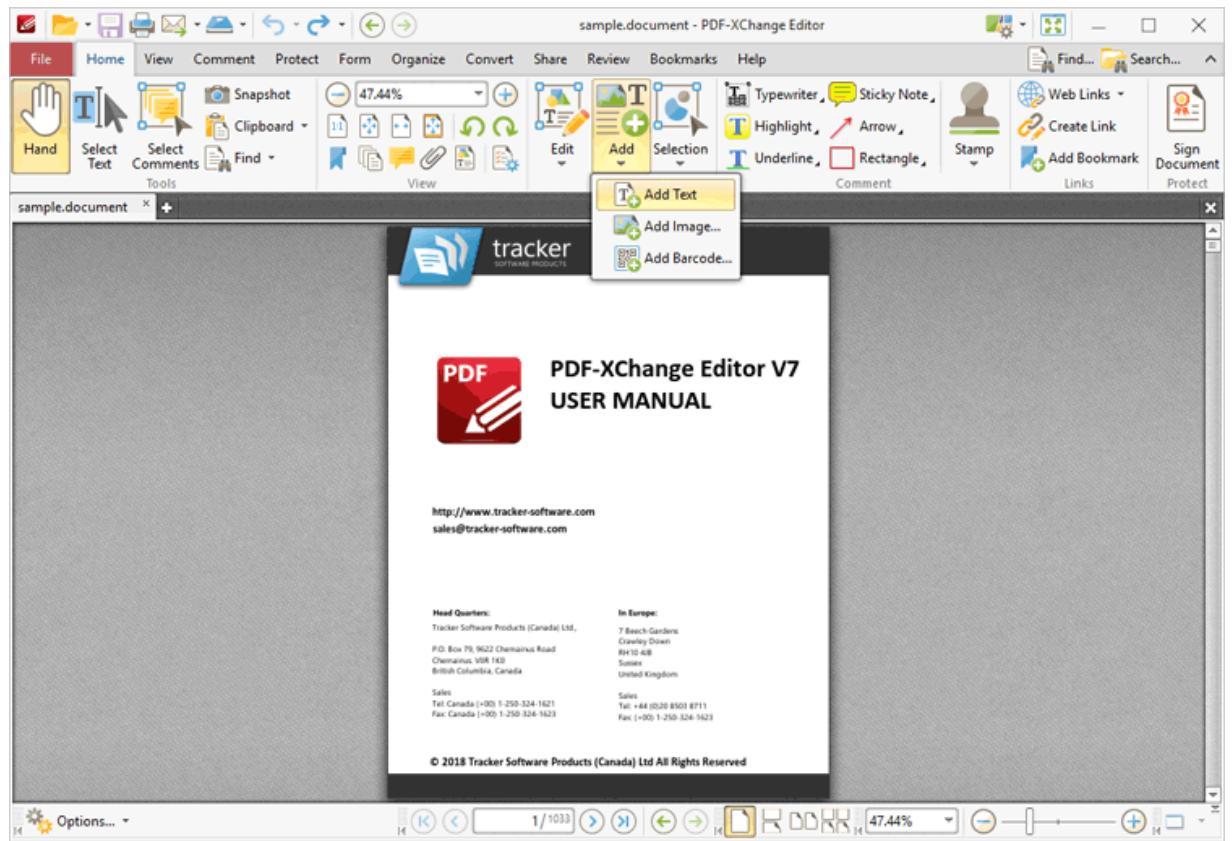 sample.document - PDF-XChange Editor
File Home View Comment Protect Form Organize Convert Share Review Bookmarks Help Find... Search...
Hand
Select Text
Select Comments
Snapshot
Clipboard
Find
Tools
47.44%
1:1
View
Edit
Add
Selection
Typewriter
Highlight
Underline
Sticky Note
Arrow
Rectangle
Stamp
Comment
Web Links
Create Link
Add Bookmark
Links
Sign Document
Protect
sample.document
Add Text
Add Image...
Add Barcode...
tracker
SOFTWARE PRODUCTS
PDF
PDF-XChange Editor V7
USER MANUAL
http://www.tracker-software.com
sales@tracker-software.com
Head Quarters:
Tracker Software Products (Canada) Ltd.,
P.O. Box 79, 9622 Chemainus Road
Chemainus, V0R 1K0
British Columbia, Canada
Sales
Tel: Canada (+00) 1-250-324-1621
Fax: Canada (+00) 1-250-324-1623
In Europe:
7 Beech Gardens
Crawley Down
RH10 4JB
Sussex
United Kingdom
Sales
Tel: +44 (0)20 8503 8711
Fax: (+00) 1-250-324-1623
© 2018 Tracker Software Products (Canada) Ltd All Rights Reserved
Options...
1/1033
47.44%